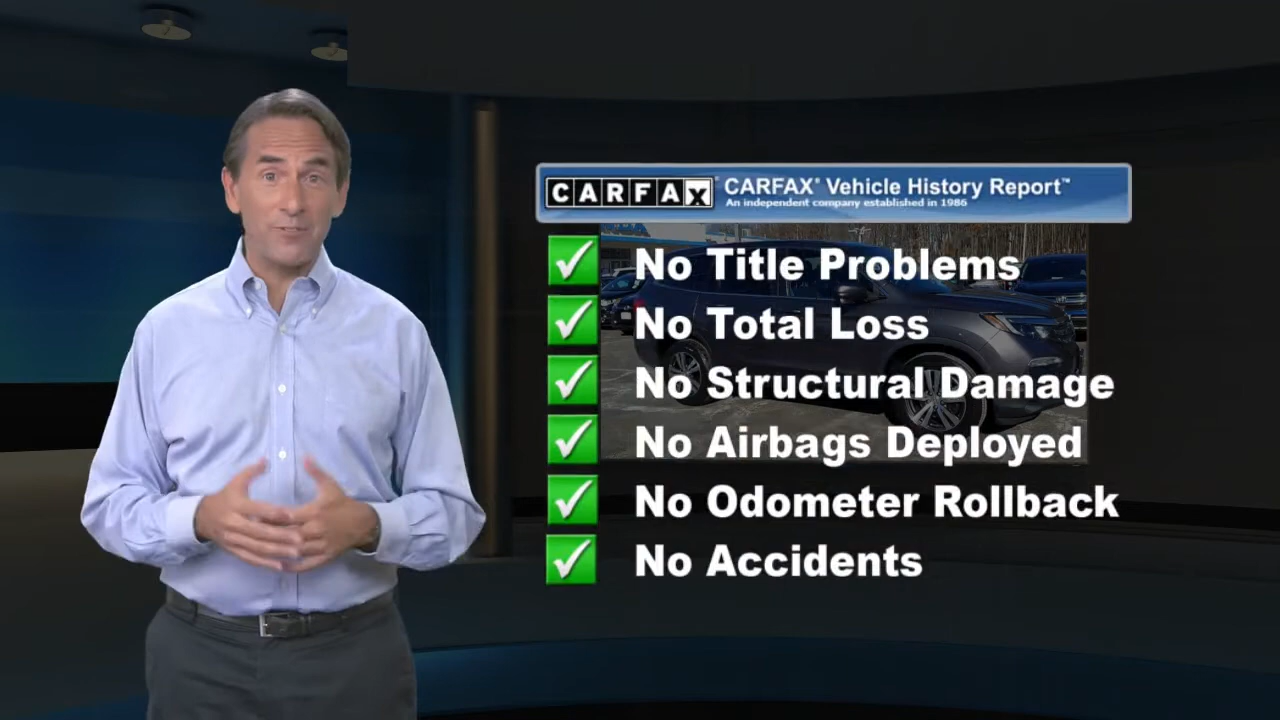 CARFAX® CARFAX® Vehicle History Report™
An independent company established in 1986
No Title Problems
No Total Loss
No Structural Damage
No Airbags Deployed
No Odometer Rollback
No Accidents